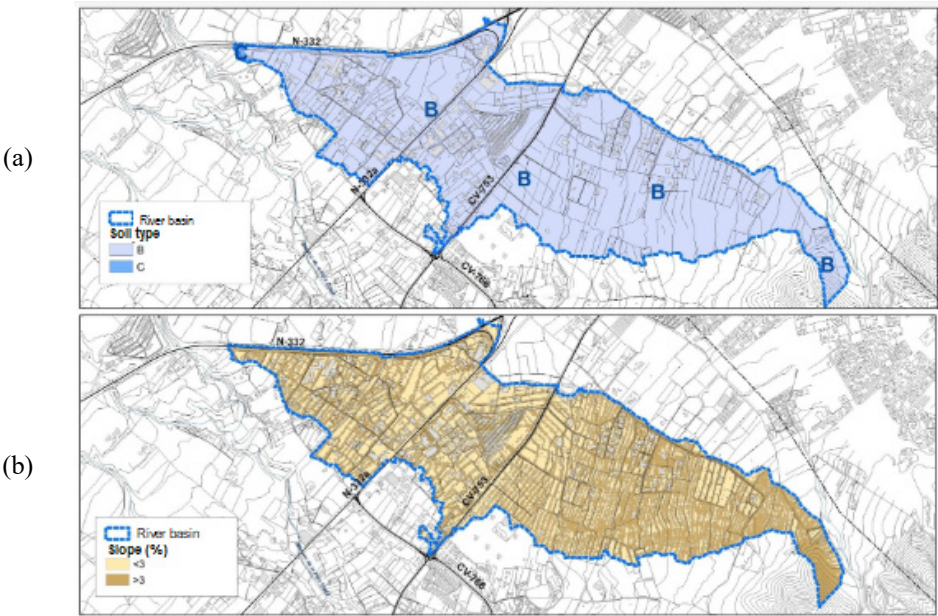 (a)
N-332
B
B
B
B
CV-753
N-332a
CV-766
River basin
Soil type
B
C
(b)
N-332
N-332a
CV-753
CV-766
River basin
Slope (%)
<3
>3